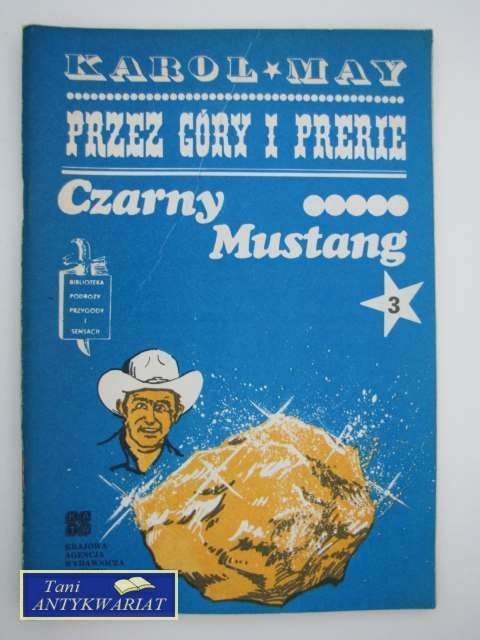 KAROL ★ MAY
PRZEZ GÓRY I PRERIE
Czarny
Mustang
3
BIBLIOTEKA
PODRÓŻY
PRZYGODY
I
SENSACJI
KRAJOWA
AGENCJA
WYDAWNICZA
Tani
ANTYKWARIAT